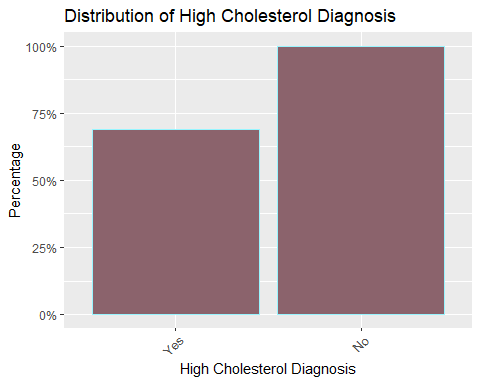 Distribution of High Cholesterol Diagnosis
100%
75%
50%
25%
0%
Percentage
Yes
No
High Cholesterol Diagnosis